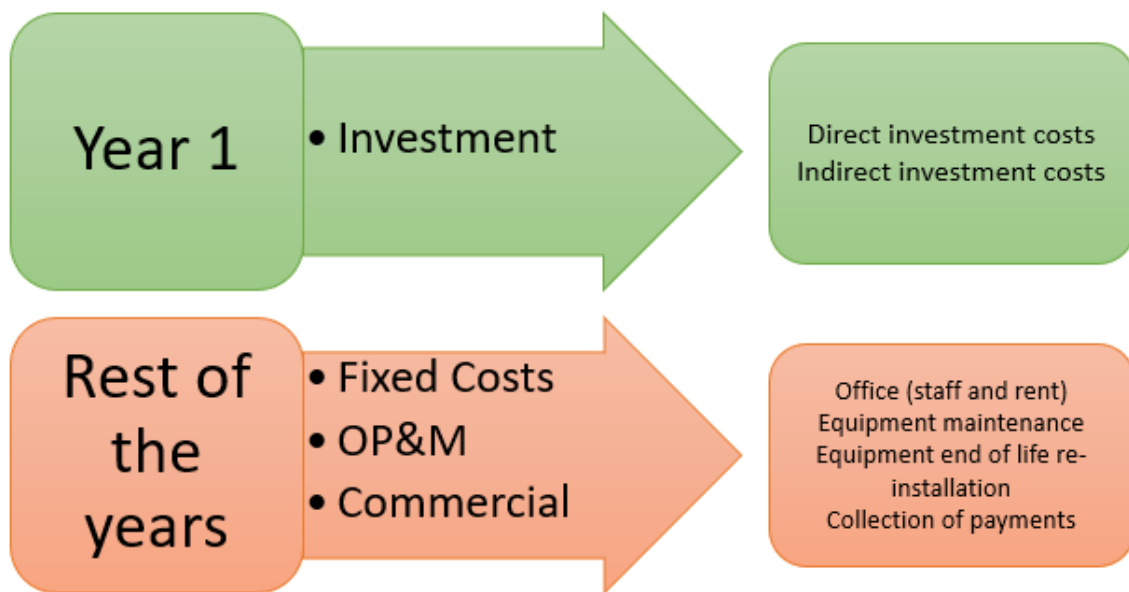 Year 1
• Investment
Direct investment costs
Indirect investment costs
Rest of
the
years
• Fixed Costs
• OP&M
• Commercial
Office (staff and rent)
Equipment maintenance
Equipment end of life re-
installation
Collection of payments